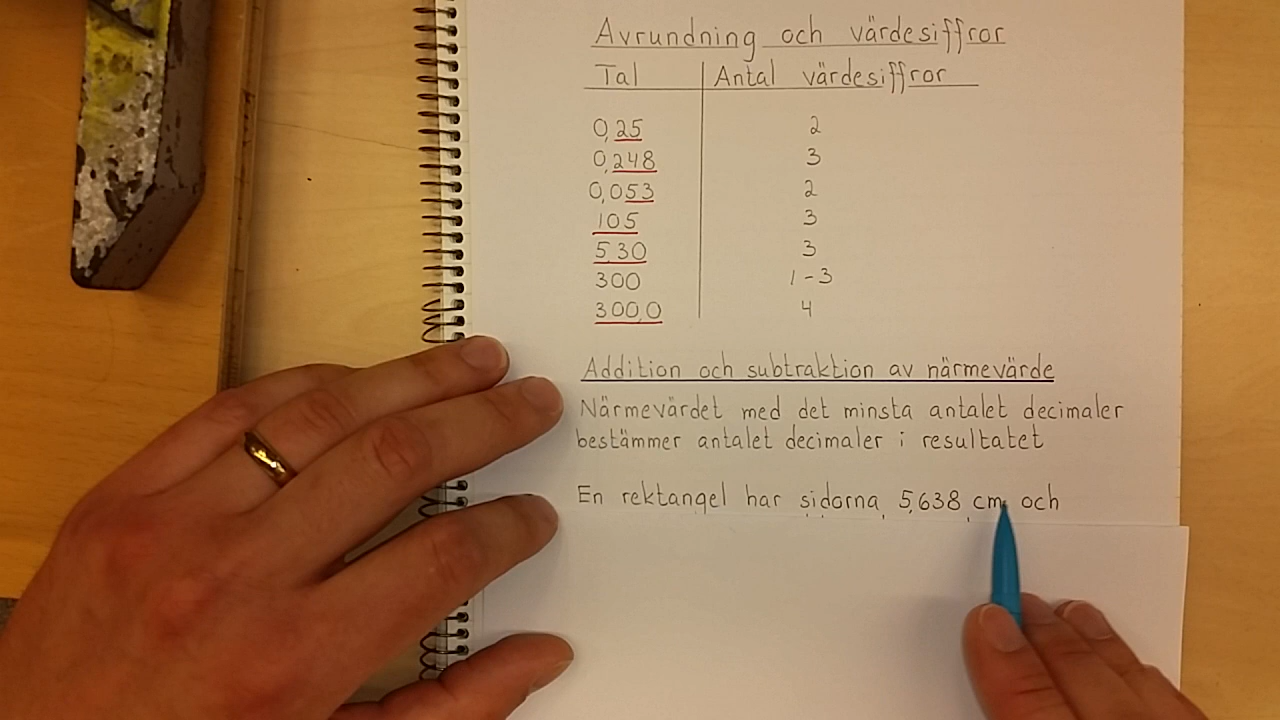 Avrundning och värdesiffror
Tal Antal värdesiffror
0,25 2
0,248 3
0,053 2
105 3
530 3
300 1-3
300,0 4
Addition och subtraktion av närmevärde
Närmevärdet med det minsta antalet decimaler
bestämmer antalet decimaler i resultatet
En rektangel har sidorna 5,638 cm och